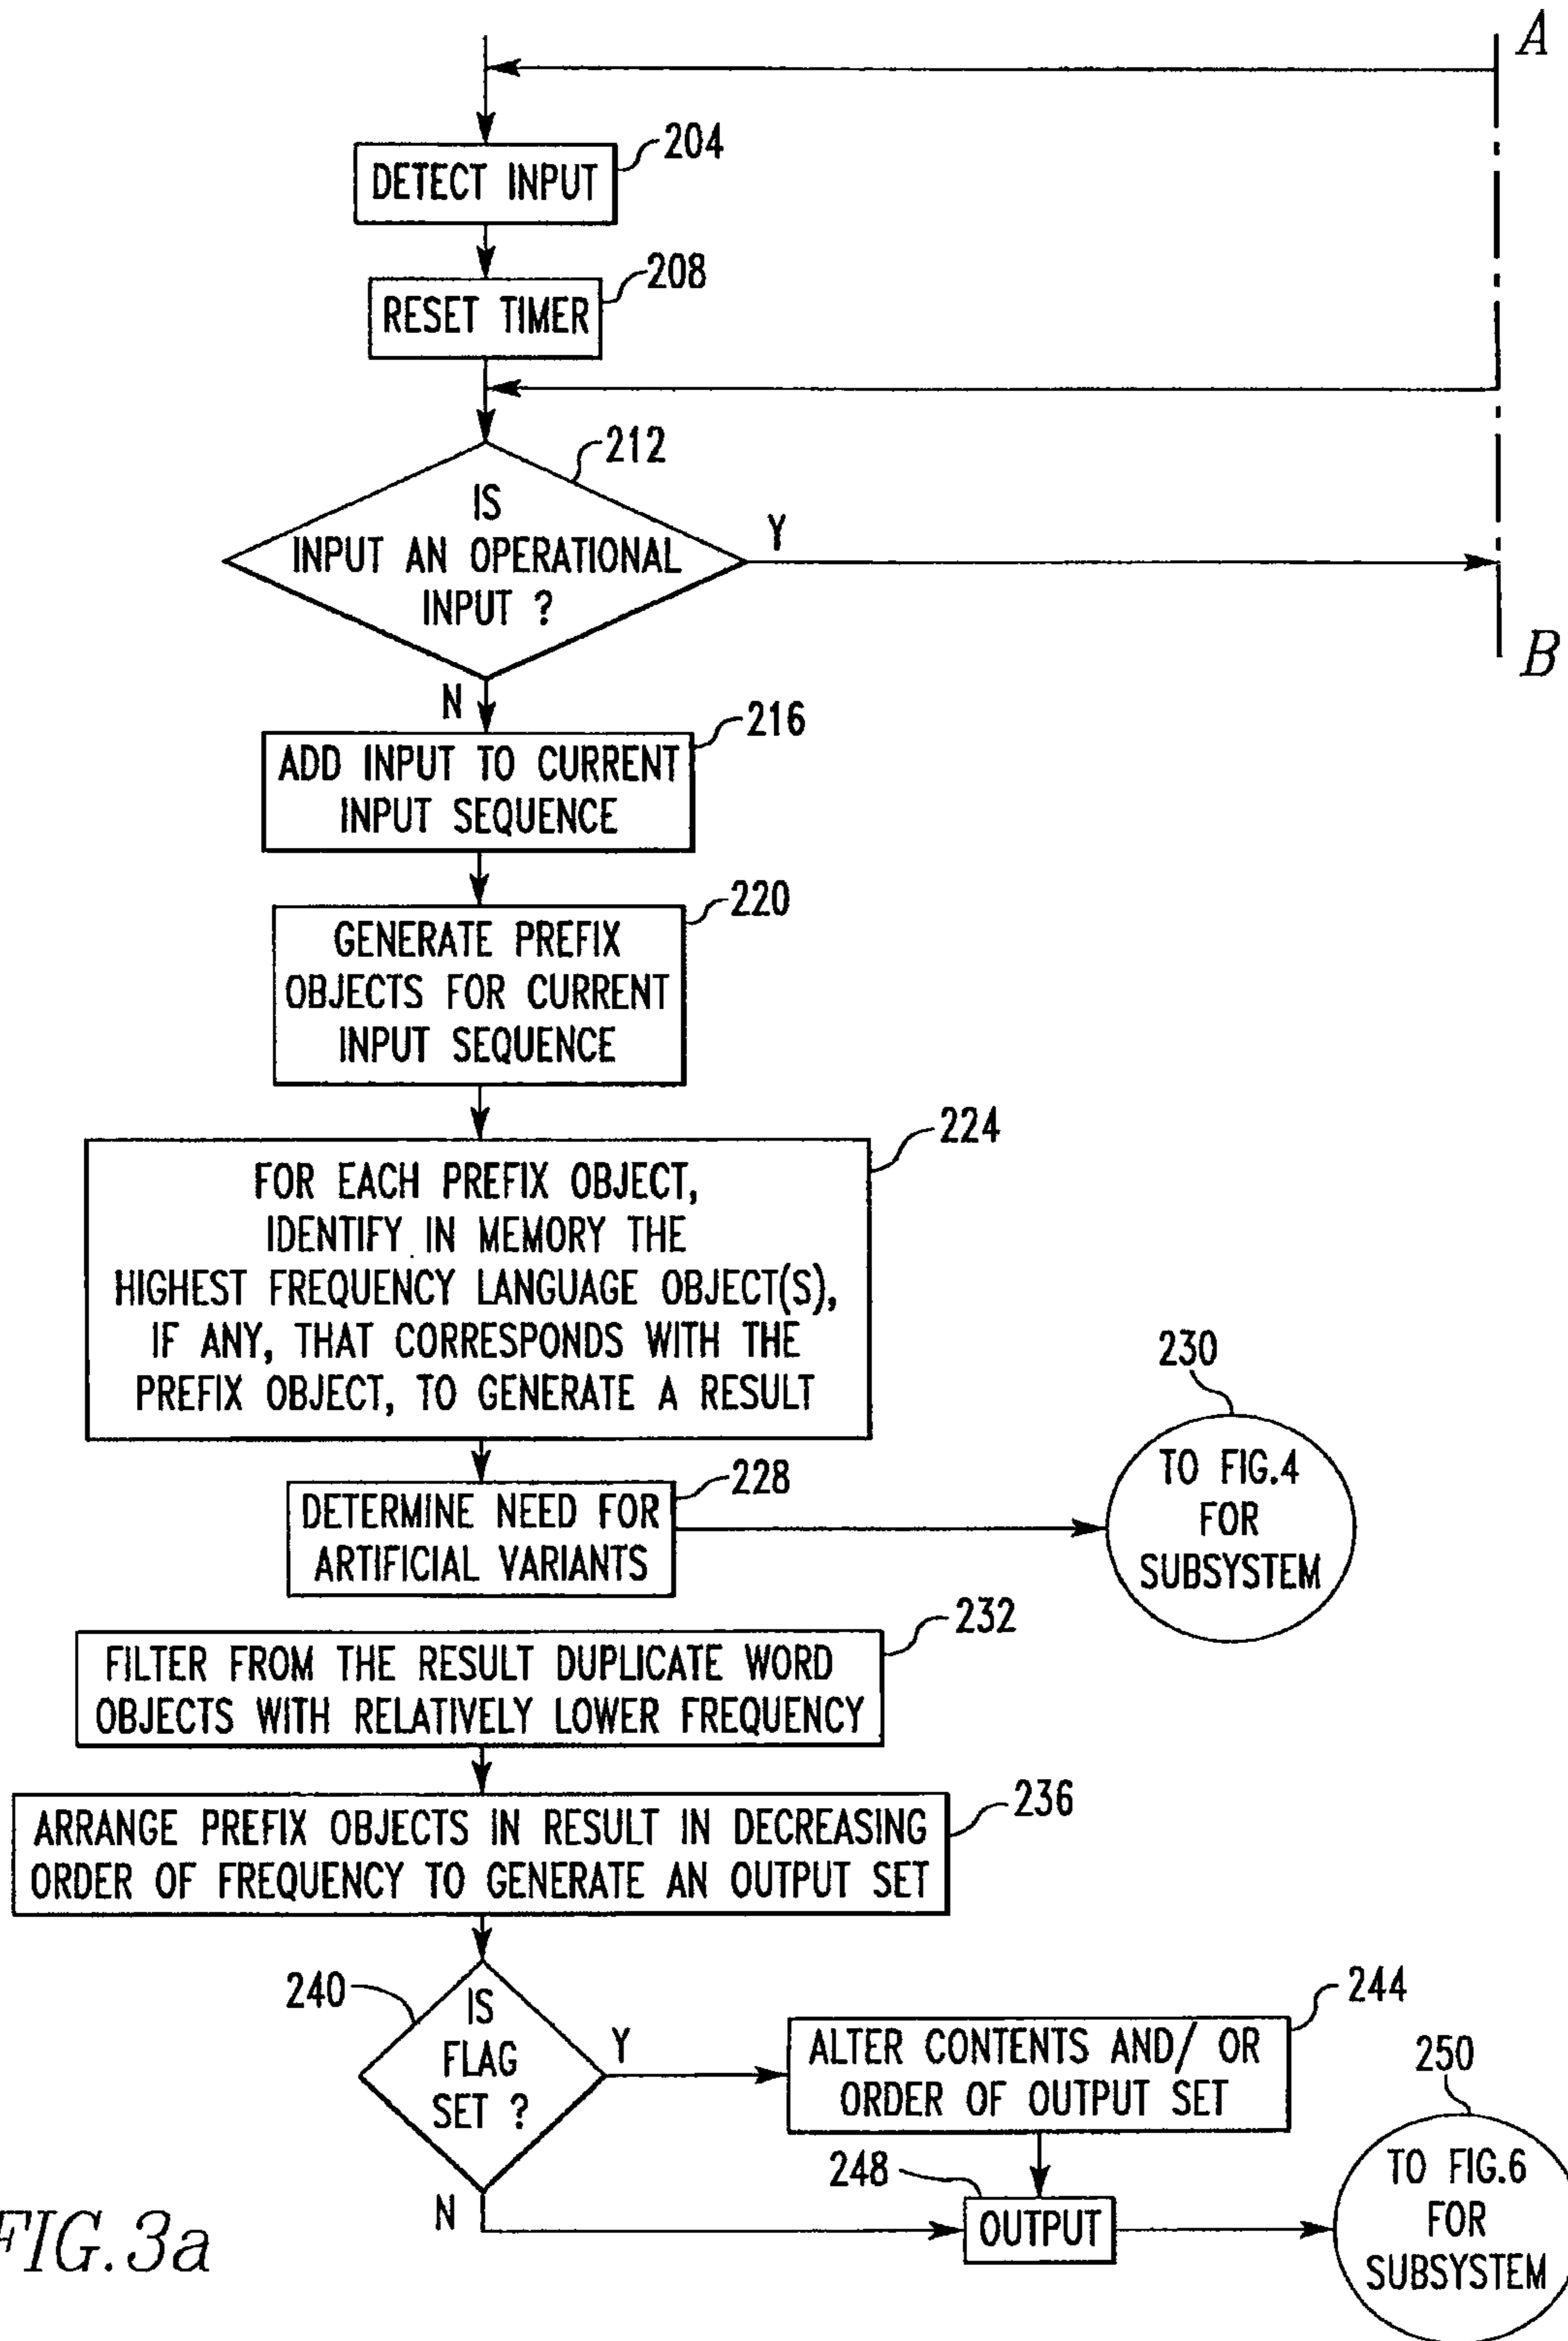 A
204
DETECT INPUT
208
RESET TIMER
212
IS
INPUT AN OPERATIONAL
INPUT ?
Y
B
N
216
ADD INPUT TO CURRENT
INPUT SEQUENCE
220
GENERATE PREFIX
OBJECTS FOR CURRENT
INPUT SEQUENCE
224
FOR EACH PREFIX OBJECT,
IDENTIFY IN MEMORY THE
HIGHEST FREQUENCY LANGUAGE OBJECT(S),
IF ANY, THAT CORRESPONDS WITH THE
PREFIX OBJECT, TO GENERATE A RESULT
228
DETERMINE NEED FOR
ARTIFICIAL VARIANTS
230
TO FIG.4
FOR
SUBSYSTEM
232
FILTER FROM THE RESULT DUPLICATE WORD
OBJECTS WITH RELATIVELY LOWER FREQUENCY
236
ARRANGE PREFIX OBJECTS IN RESULT IN DECREASING
ORDER OF FREQUENCY TO GENERATE AN OUTPUT SET
240
IS
FLAG
SET ?
Y
244
ALTER CONTENTS AND/ OR
ORDER OF OUTPUT SET
N
248
OUTPUT
250
TO FIG.6
FOR
SUBSYSTEM
FIG.3a